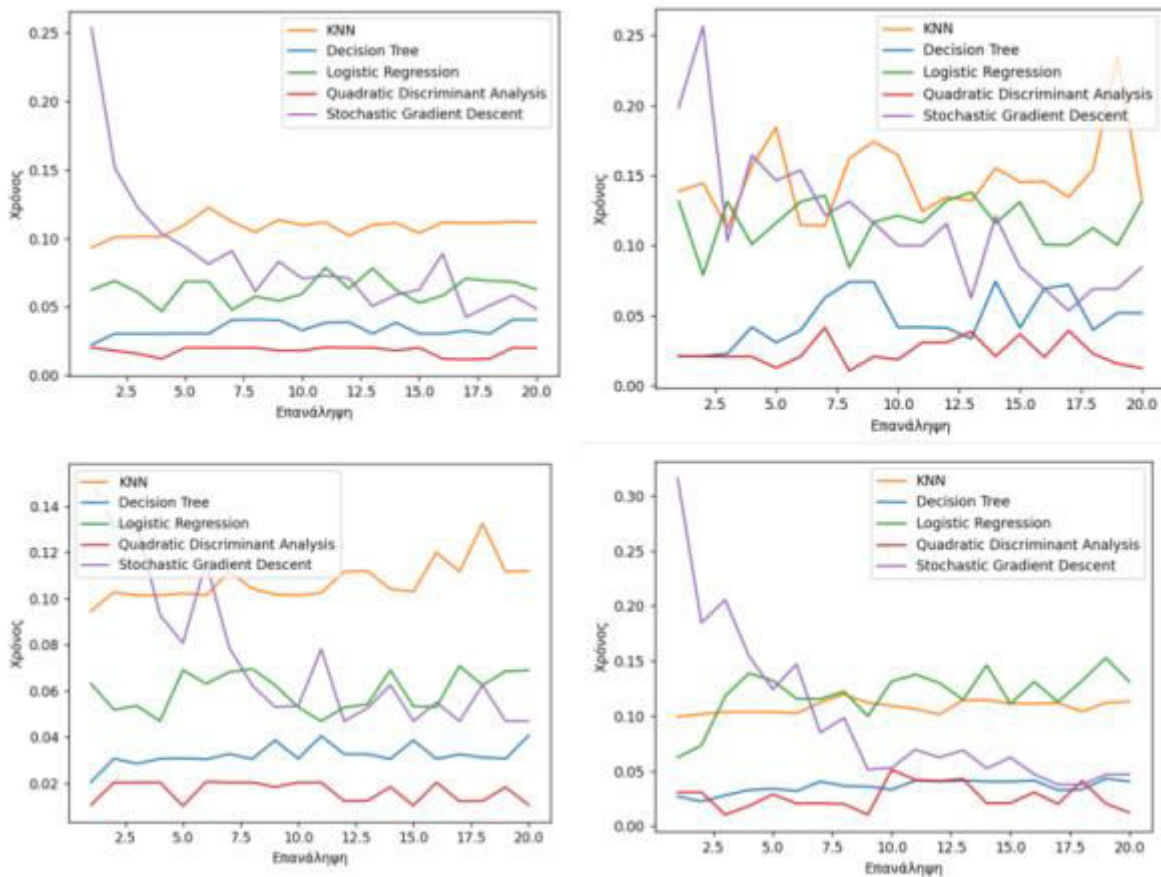 KNN
Decision Tree
Logistic Regression
Quadratic Discriminant Analysis
Stochastic Gradient Descent
0.25
0.20
0.15
0.10
0.05
0.00
Χρόνος
2.5 5.0 7.5 10.0 12.5 15.0 17.5 20.0
Επανάληψη
KNN
Decision Tree
Logistic Regression
Quadratic Discriminant Analysis
Stochastic Gradient Descent
0.25
0.20
0.15
0.10
0.05
0.00
Χρόνος
2.5 5.0 7.5 10.0 12.5 15.0 17.5 20.0
Επανάληψη
KNN
Decision Tree
Logistic Regression
Quadratic Discriminant Analysis
Stochastic Gradient Descent
0.14
0.12
0.10
0.08
0.06
0.04
0.02
Χρόνος
2.5 5.0 7.5 10.0 12.5 15.0 17.5 20.0
Επανάληψη
KNN
Decision Tree
Logistic Regression
Quadratic Discriminant Analysis
Stochastic Gradient Descent
0.30
0.25
0.20
0.15
0.10
0.05
0.00
Χρόνος
2.5 5.0 7.5 10.0 12.5 15.0 17.5 20.0
Επανάληψη